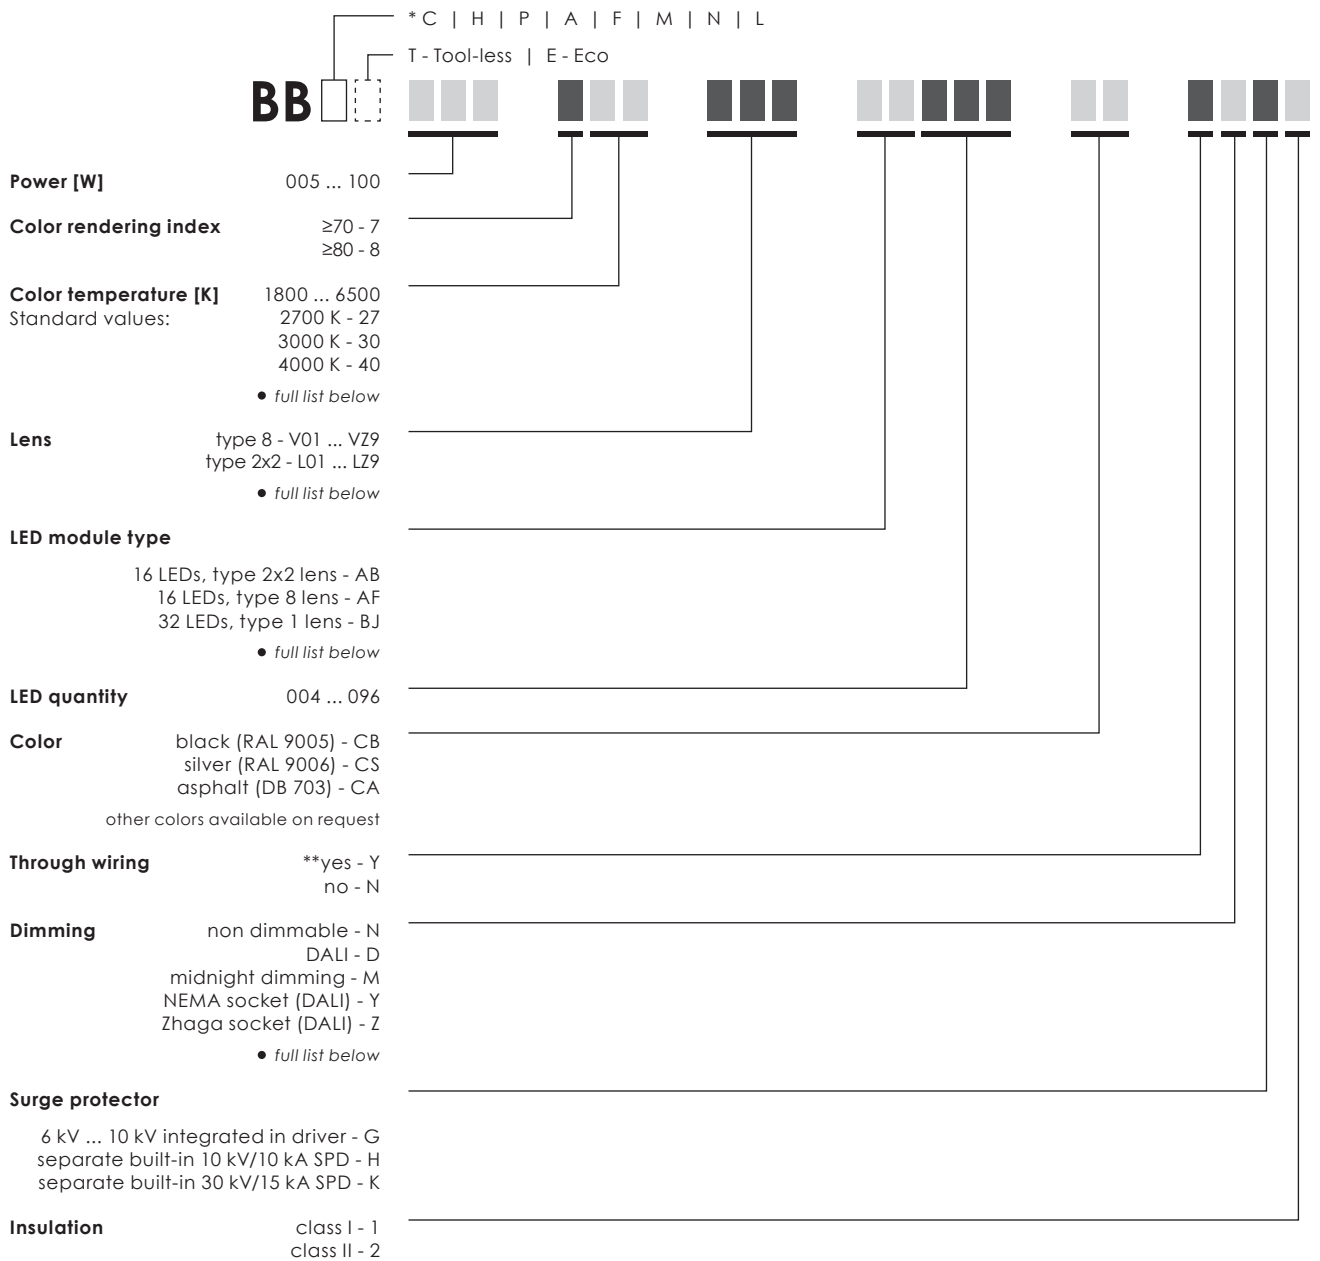 *C | H | P | A | F | M | N | L
T - Tool-less | E - Eco
BB
Power [W] 005 ... 100
Color rendering index ≥70 - 7
≥80 - 8
Color temperature [K] 1800 ... 6500
Standard values: 2700 K - 27
3000 K - 30
4000 K - 40
• full list below
Lens type 8 - V01 ... VZ9
type 2x2 - L01 ... LZ9
• full list below
LED module type
16 LEDs, type 2x2 lens - AB
16 LEDs, type 8 lens - AF
32 LEDs, type 1 lens - BJ
• full list below
LED quantity 004 ... 096
Color black (RAL 9005) - CB
silver (RAL 9006) - CS
asphalt (DB 703) - CA
other colors available on request
Through wiring **yes - Y
no - N
Dimming non dimmable - N
DALI - D
midnight dimming - M
NEMA socket (DALI) - Y
Zhaga socket (DALI) - Z
• full list below
Surge protector
6 kV ... 10 kV integrated in driver - G
separate built-in 10 kV/10 kA SPD - H
separate built-in 30 kV/15 kA SPD - K
Insulation class I - 1
class II - 2